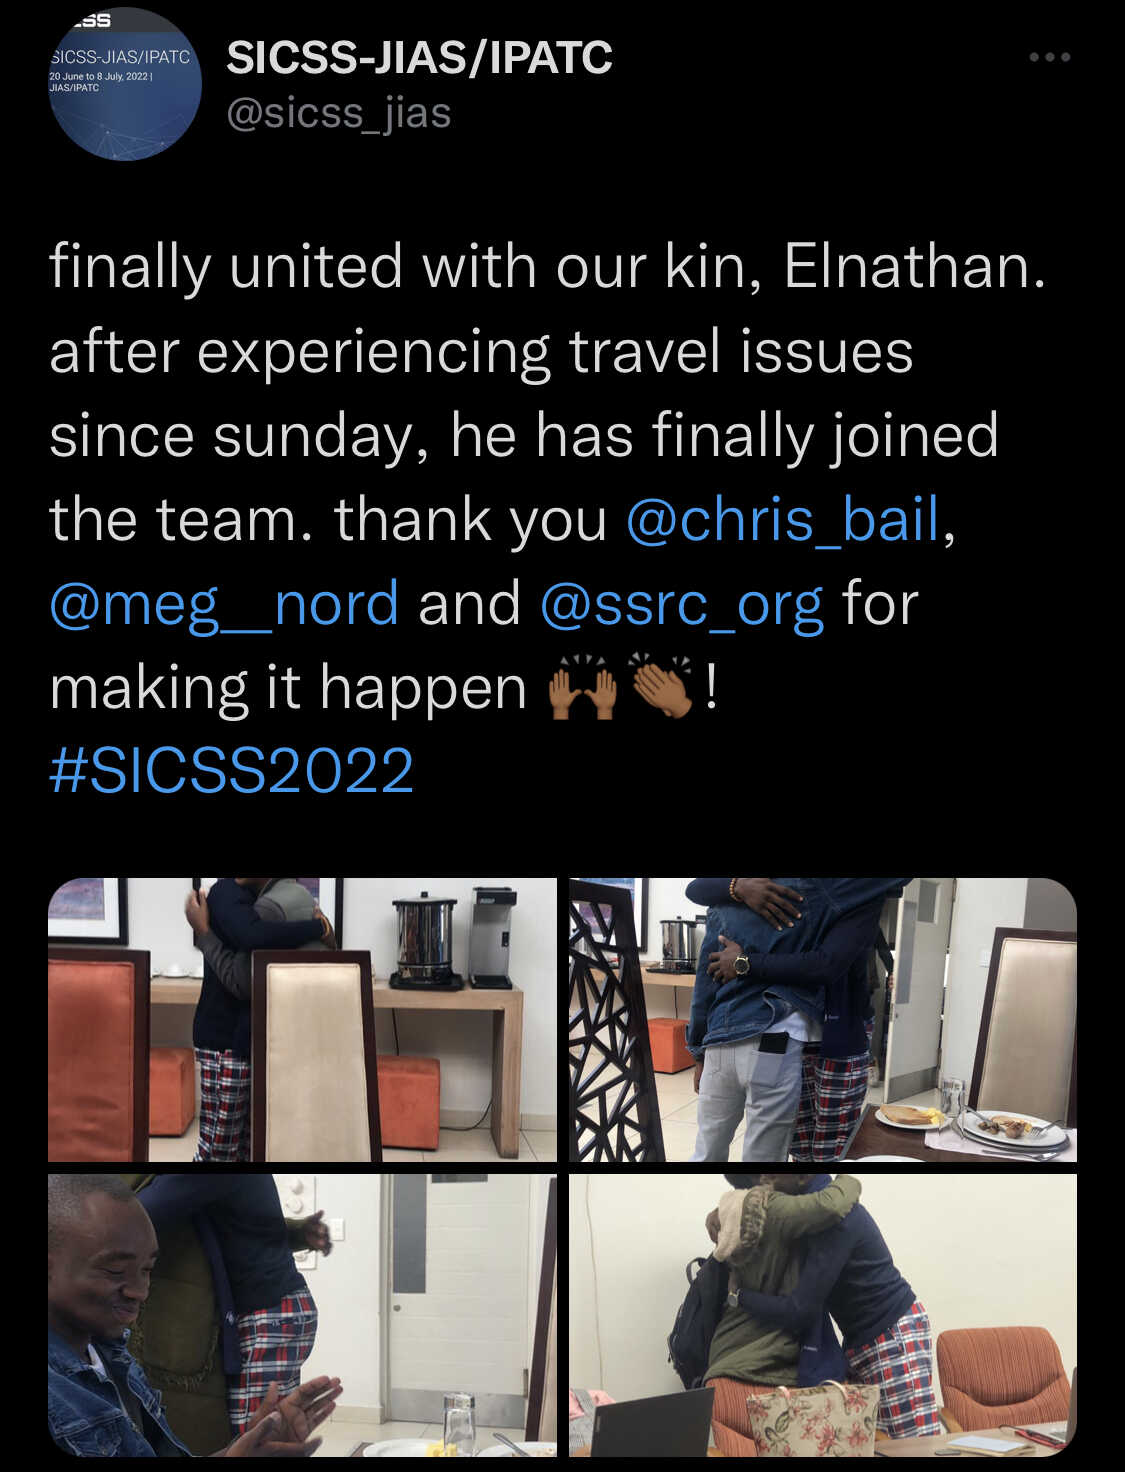 SICSS-JIAS/IPATC
20 June to 8 July, 2022 |
JIAS/IPATC
SICSS-JIAS/IPATC
@sicss_jias
finally united with our kin, Elnathan.
after experiencing travel issues
since sunday, he has finally joined
the team. thank you @chris_bail,
@meg__nord and @ssrc_org for
making it happen 🙌🏾👏🏾!
#SICSS2022